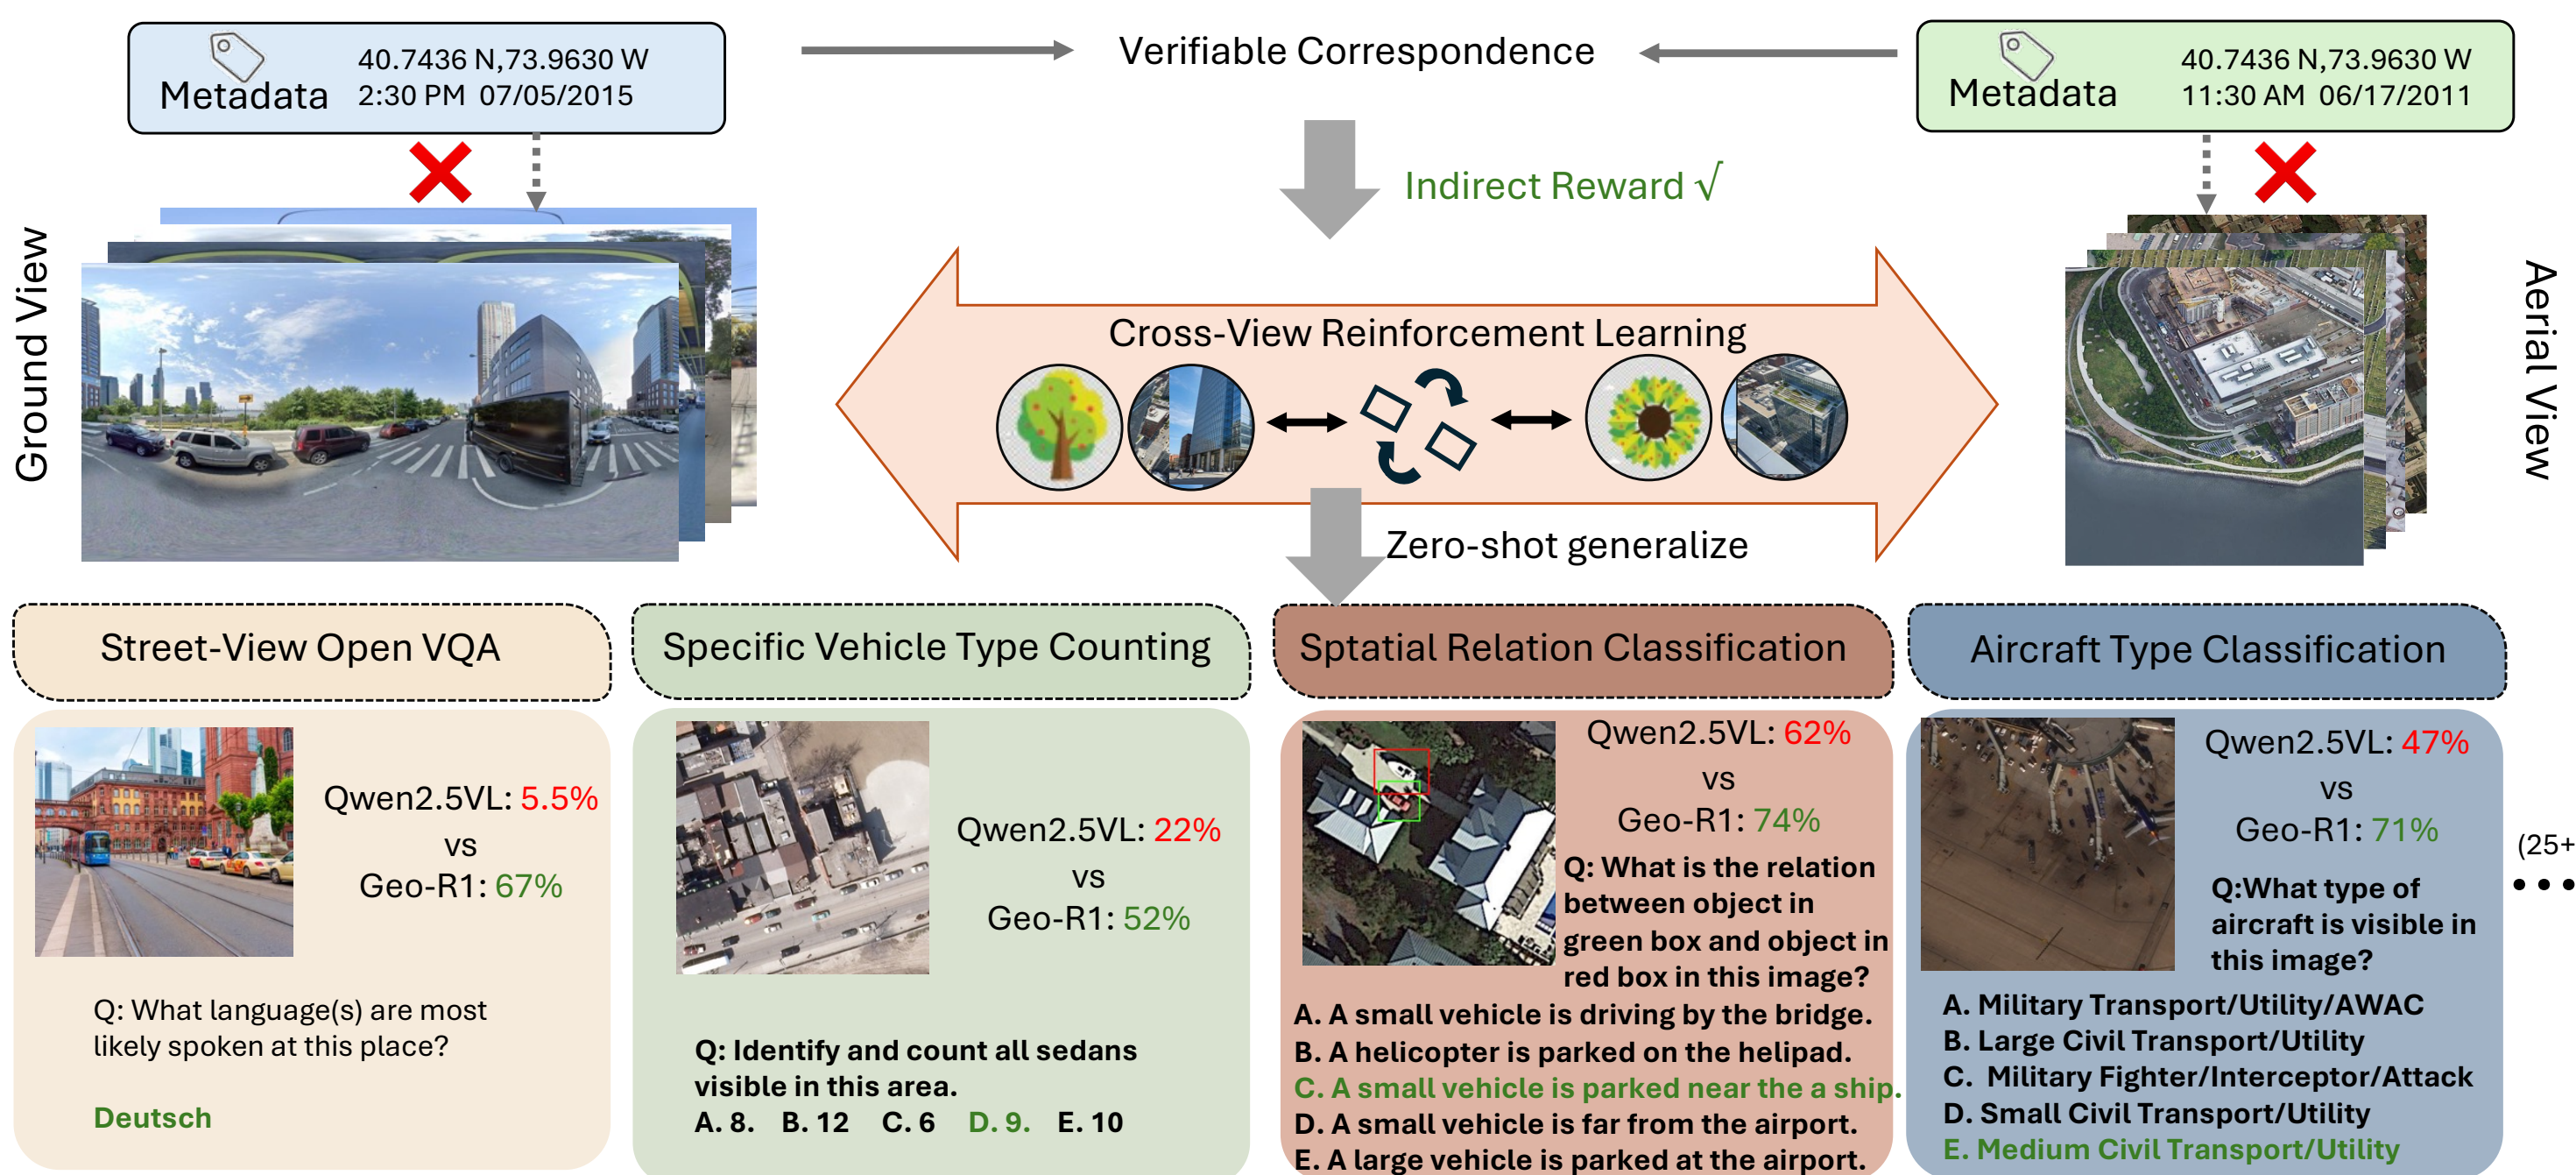 Metadata
40.7436 N,73.9630 W
2:30 PM 07/05/2015
Verifiable Correspondence
Metadata
40.7436 N,73.9630 W
11:30 AM 06/17/2011
Indirect Reward √
Ground View
Aerial View
Cross-View Reinforcement Learning
Zero-shot generalize
Street-View Open VQA
Qwen2.5VL: 5.5%
vs
Geo-R1: 67%
Q: What language(s) are most
likely spoken at this place?
Deutsch
Specific Vehicle Type Counting
Qwen2.5VL: 22%
vs
Geo-R1: 52%
Q: Identify and count all sedans
visible in this area.
A. 8. B. 12 C. 6 D. 9. E. 10
Sptatial Relation Classification
Qwen2.5VL: 62%
vs
Geo-R1: 74%
Q: What is the relation
between object in
green box and object in
red box in this image?
A. A small vehicle is driving by the bridge.
B. A helicopter is parked on the helipad.
C. A small vehicle is parked near the a ship.
D. A small vehicle is far from the airport.
E. A large vehicle is parked at the airport.
Aircraft Type Classification
Qwen2.5VL: 47%
vs
Geo-R1: 71%
Q:What type of
aircraft is visible in
this image?
A. Military Transport/Utility/AWAC
B. Large Civil Transport/Utility
C. Military Fighter/Interceptor/Attack
D. Small Civil Transport/Utility
E. Medium Civil Transport/Utility
(25+
•••